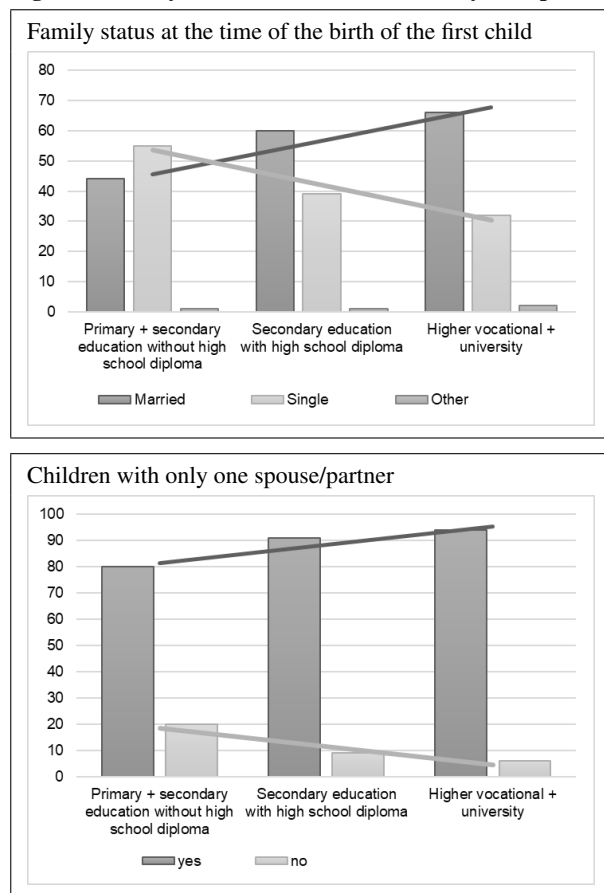 Family status at the time of the birth of the first child
80
70
60
50
40
30
20
10
0
Primary + secondary education without high school diploma
Secondary education with high school diploma
Higher vocational + university
Married Single Other
Children with only one spouse/partner
100
90
80
70
60
50
40
30
20
10
0
Primary + secondary education without high school diploma
Secondary education with high school diploma
Higher vocational + university
yes no